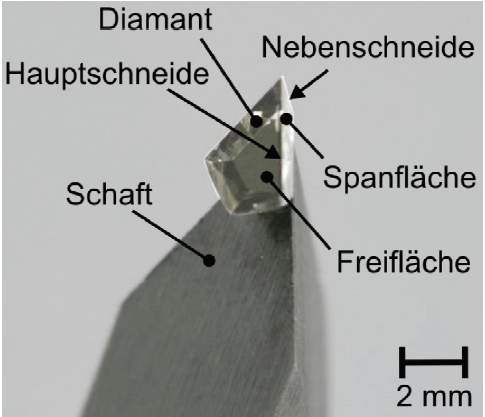 Diamant
Nebenschneide
Hauptschneide
Spanfläche
Schaft
Freifläche
2 mm